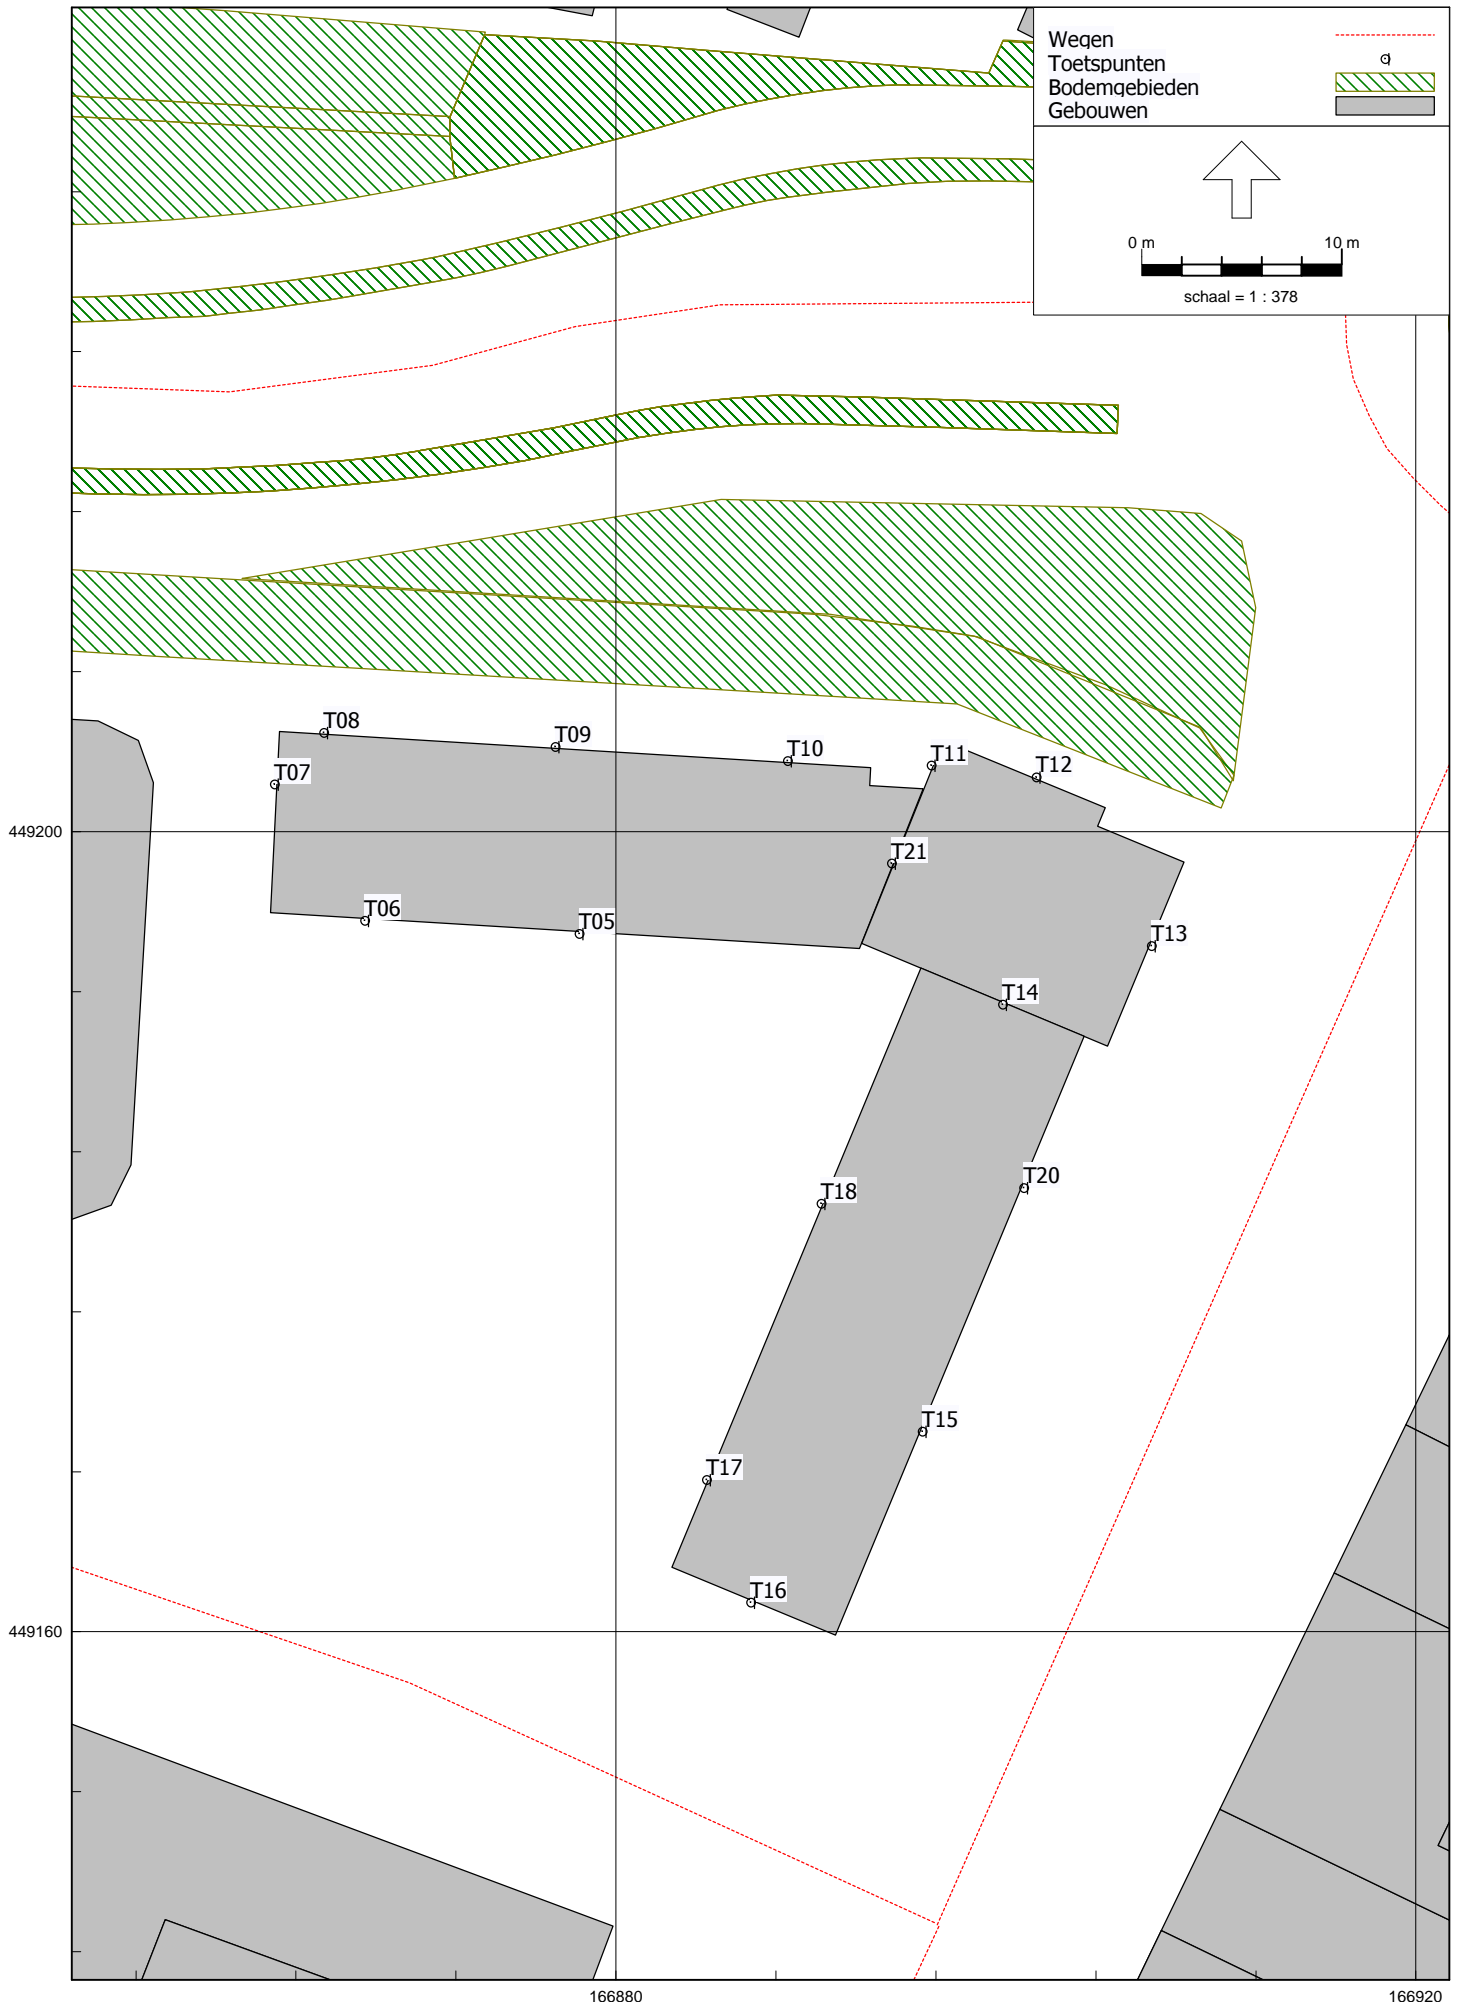 Wegen
Toetspunten
Bodemgebieden
Gebouwen
0 m 10 m
schaal = 1 : 378
T08
T09
T10
T11
T12
T07
449200
T21
T06
T05
T13
T14
T18
T20
T15
T17
T16
449160
166880 166920